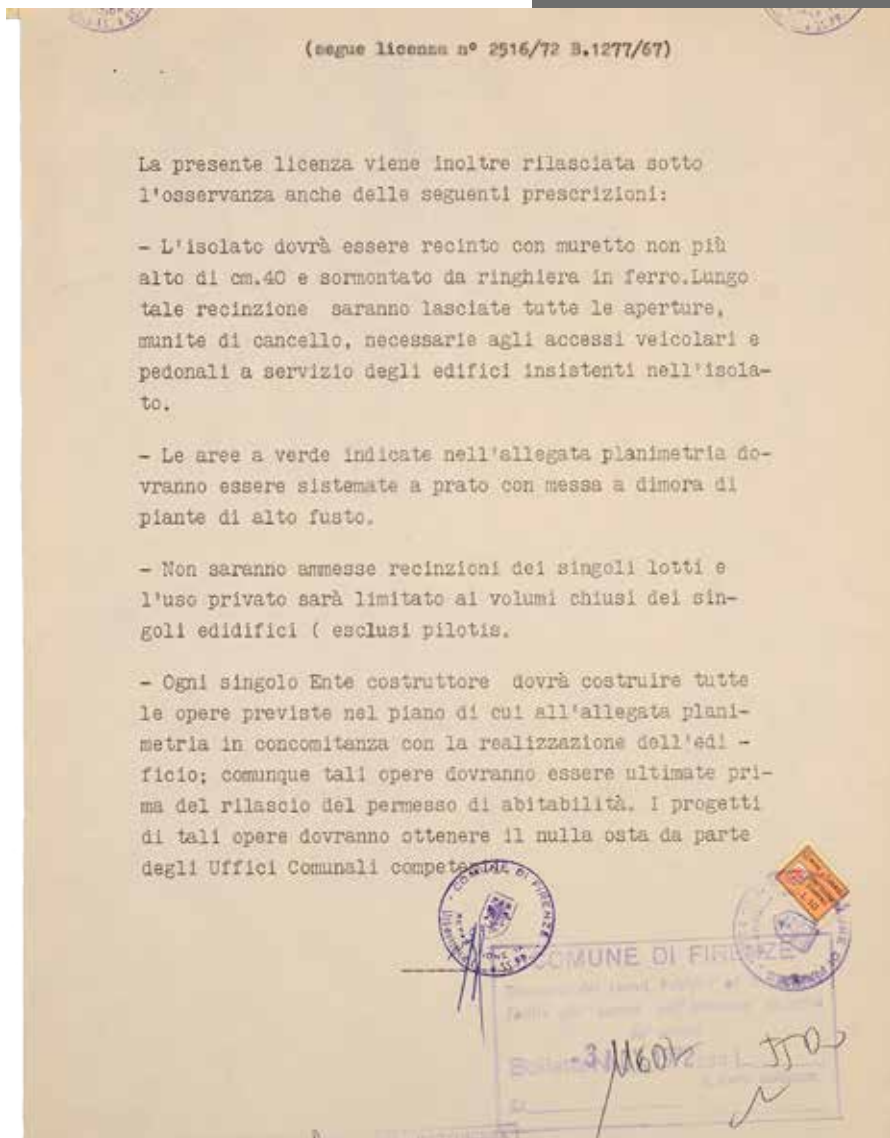 (segue licenza nº 2516/72 B.1277/67)
La presente licenza viene inoltre rilasciata sotto
l'osservanza anche delle seguenti prescrizioni:
- L'isolato dovrà essere recinto con muretto non più
alto di cm.40 e sormontato da ringhiera in ferro.Lungo
tale recinzione saranno lasciate tutte le aperture,
munite di cancello, necessarie agli accessi veicolari e
pedonali a servizio degli edifici insistenti nell'isola-
to.
- Le aree a verde indicate nell'allegata planimetria do-
vranno essere sistemate a prato con messa a dimora di
piante di alto fusto.
- Non saranno ammesse recinzioni dei singoli lotti e
l'uso privato sarà limitato ai volumi chiusi dei sin-
goli edidifici ( esclusi pilotis.
- Ogni singolo Ente costruttore dovrà costruire tutte
le opere previste nel piano di cui all'allegata plani-
metria in concomitanza con la realizzazione dell'edi -
ficio; comunque tali opere dovranno essere ultimate pri-
ma del rilascio del permesso di abitabilità. I progetti
di tali opere dovranno ottenere il nulla osta da parte
degli Uffici Comunali compete
COMUNE DI FIRENZE
COMUNE DI FIRENZE